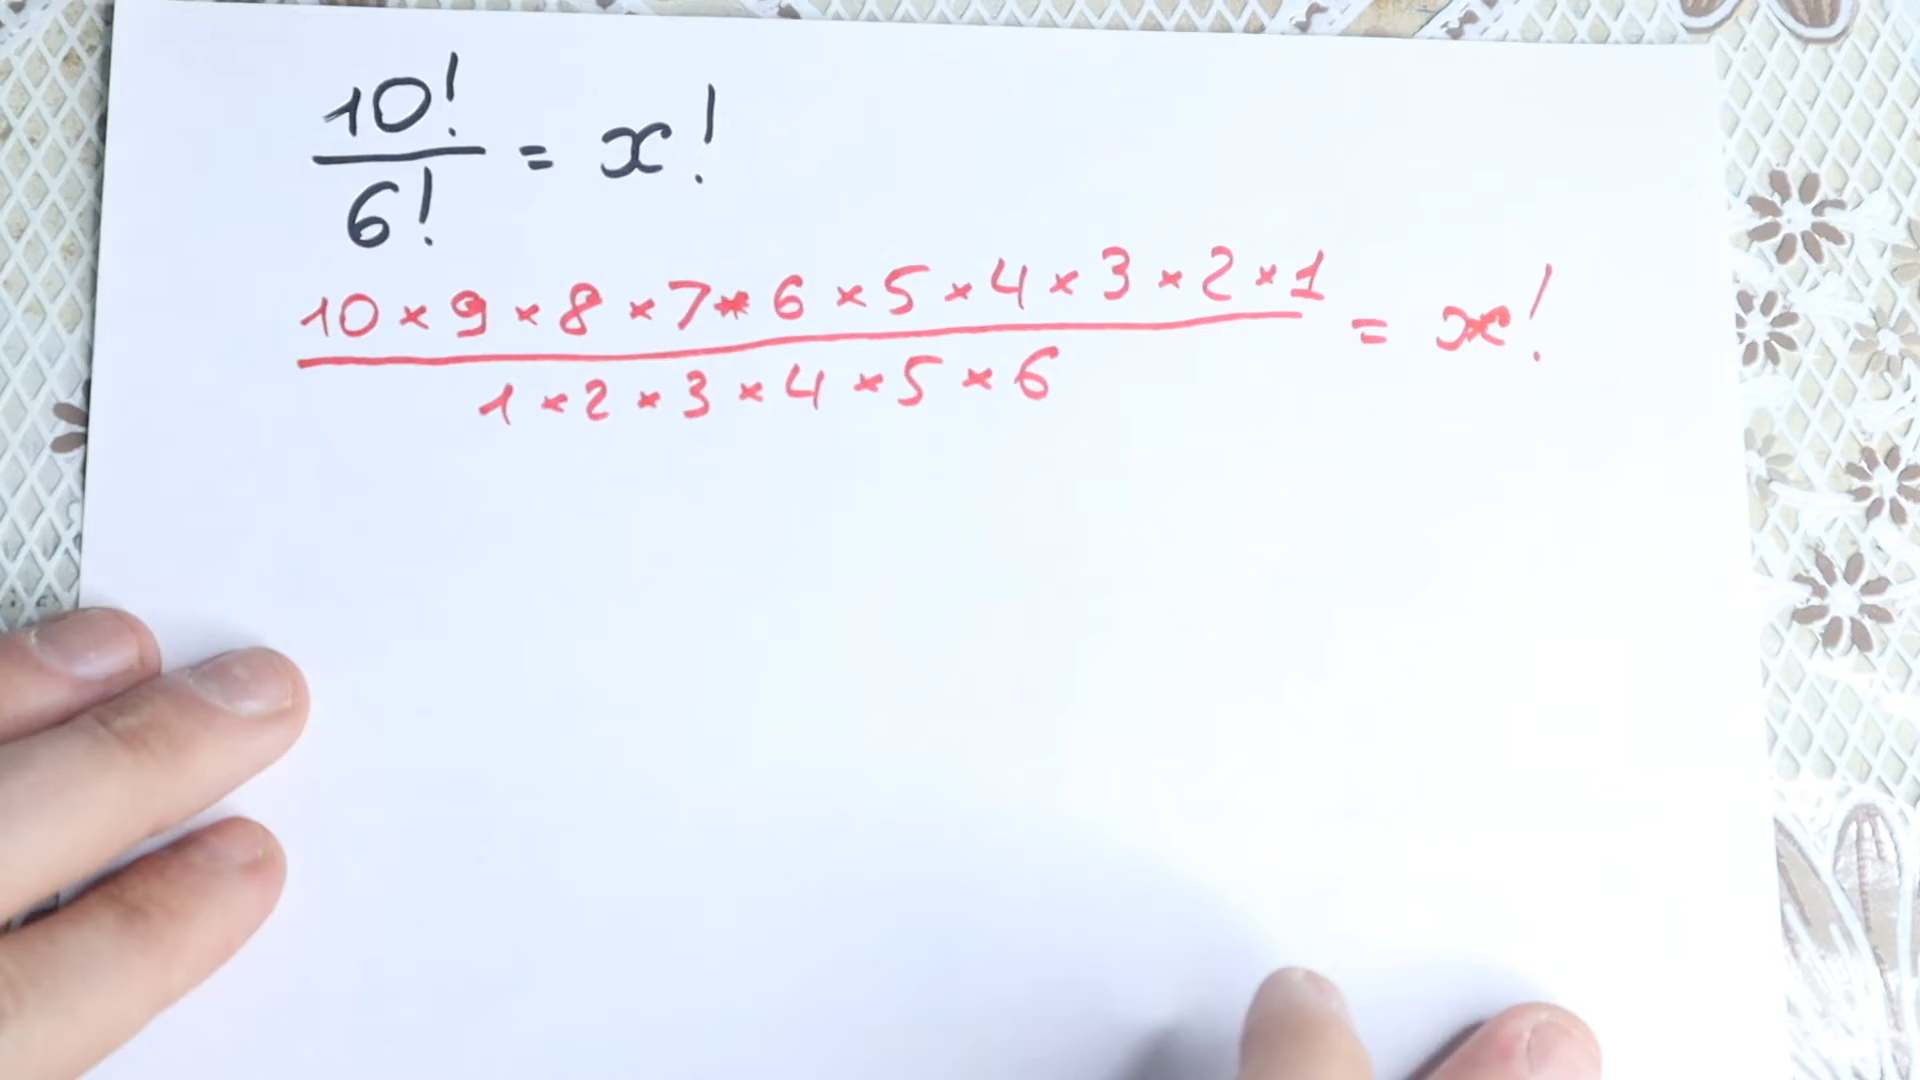 10!/6! = x!
10 × 9 × 8 × 7 × 6 × 5 × 4 × 3 × 2 × 1 / 1 × 2 × 3 × 4 × 5 × 6 = x!